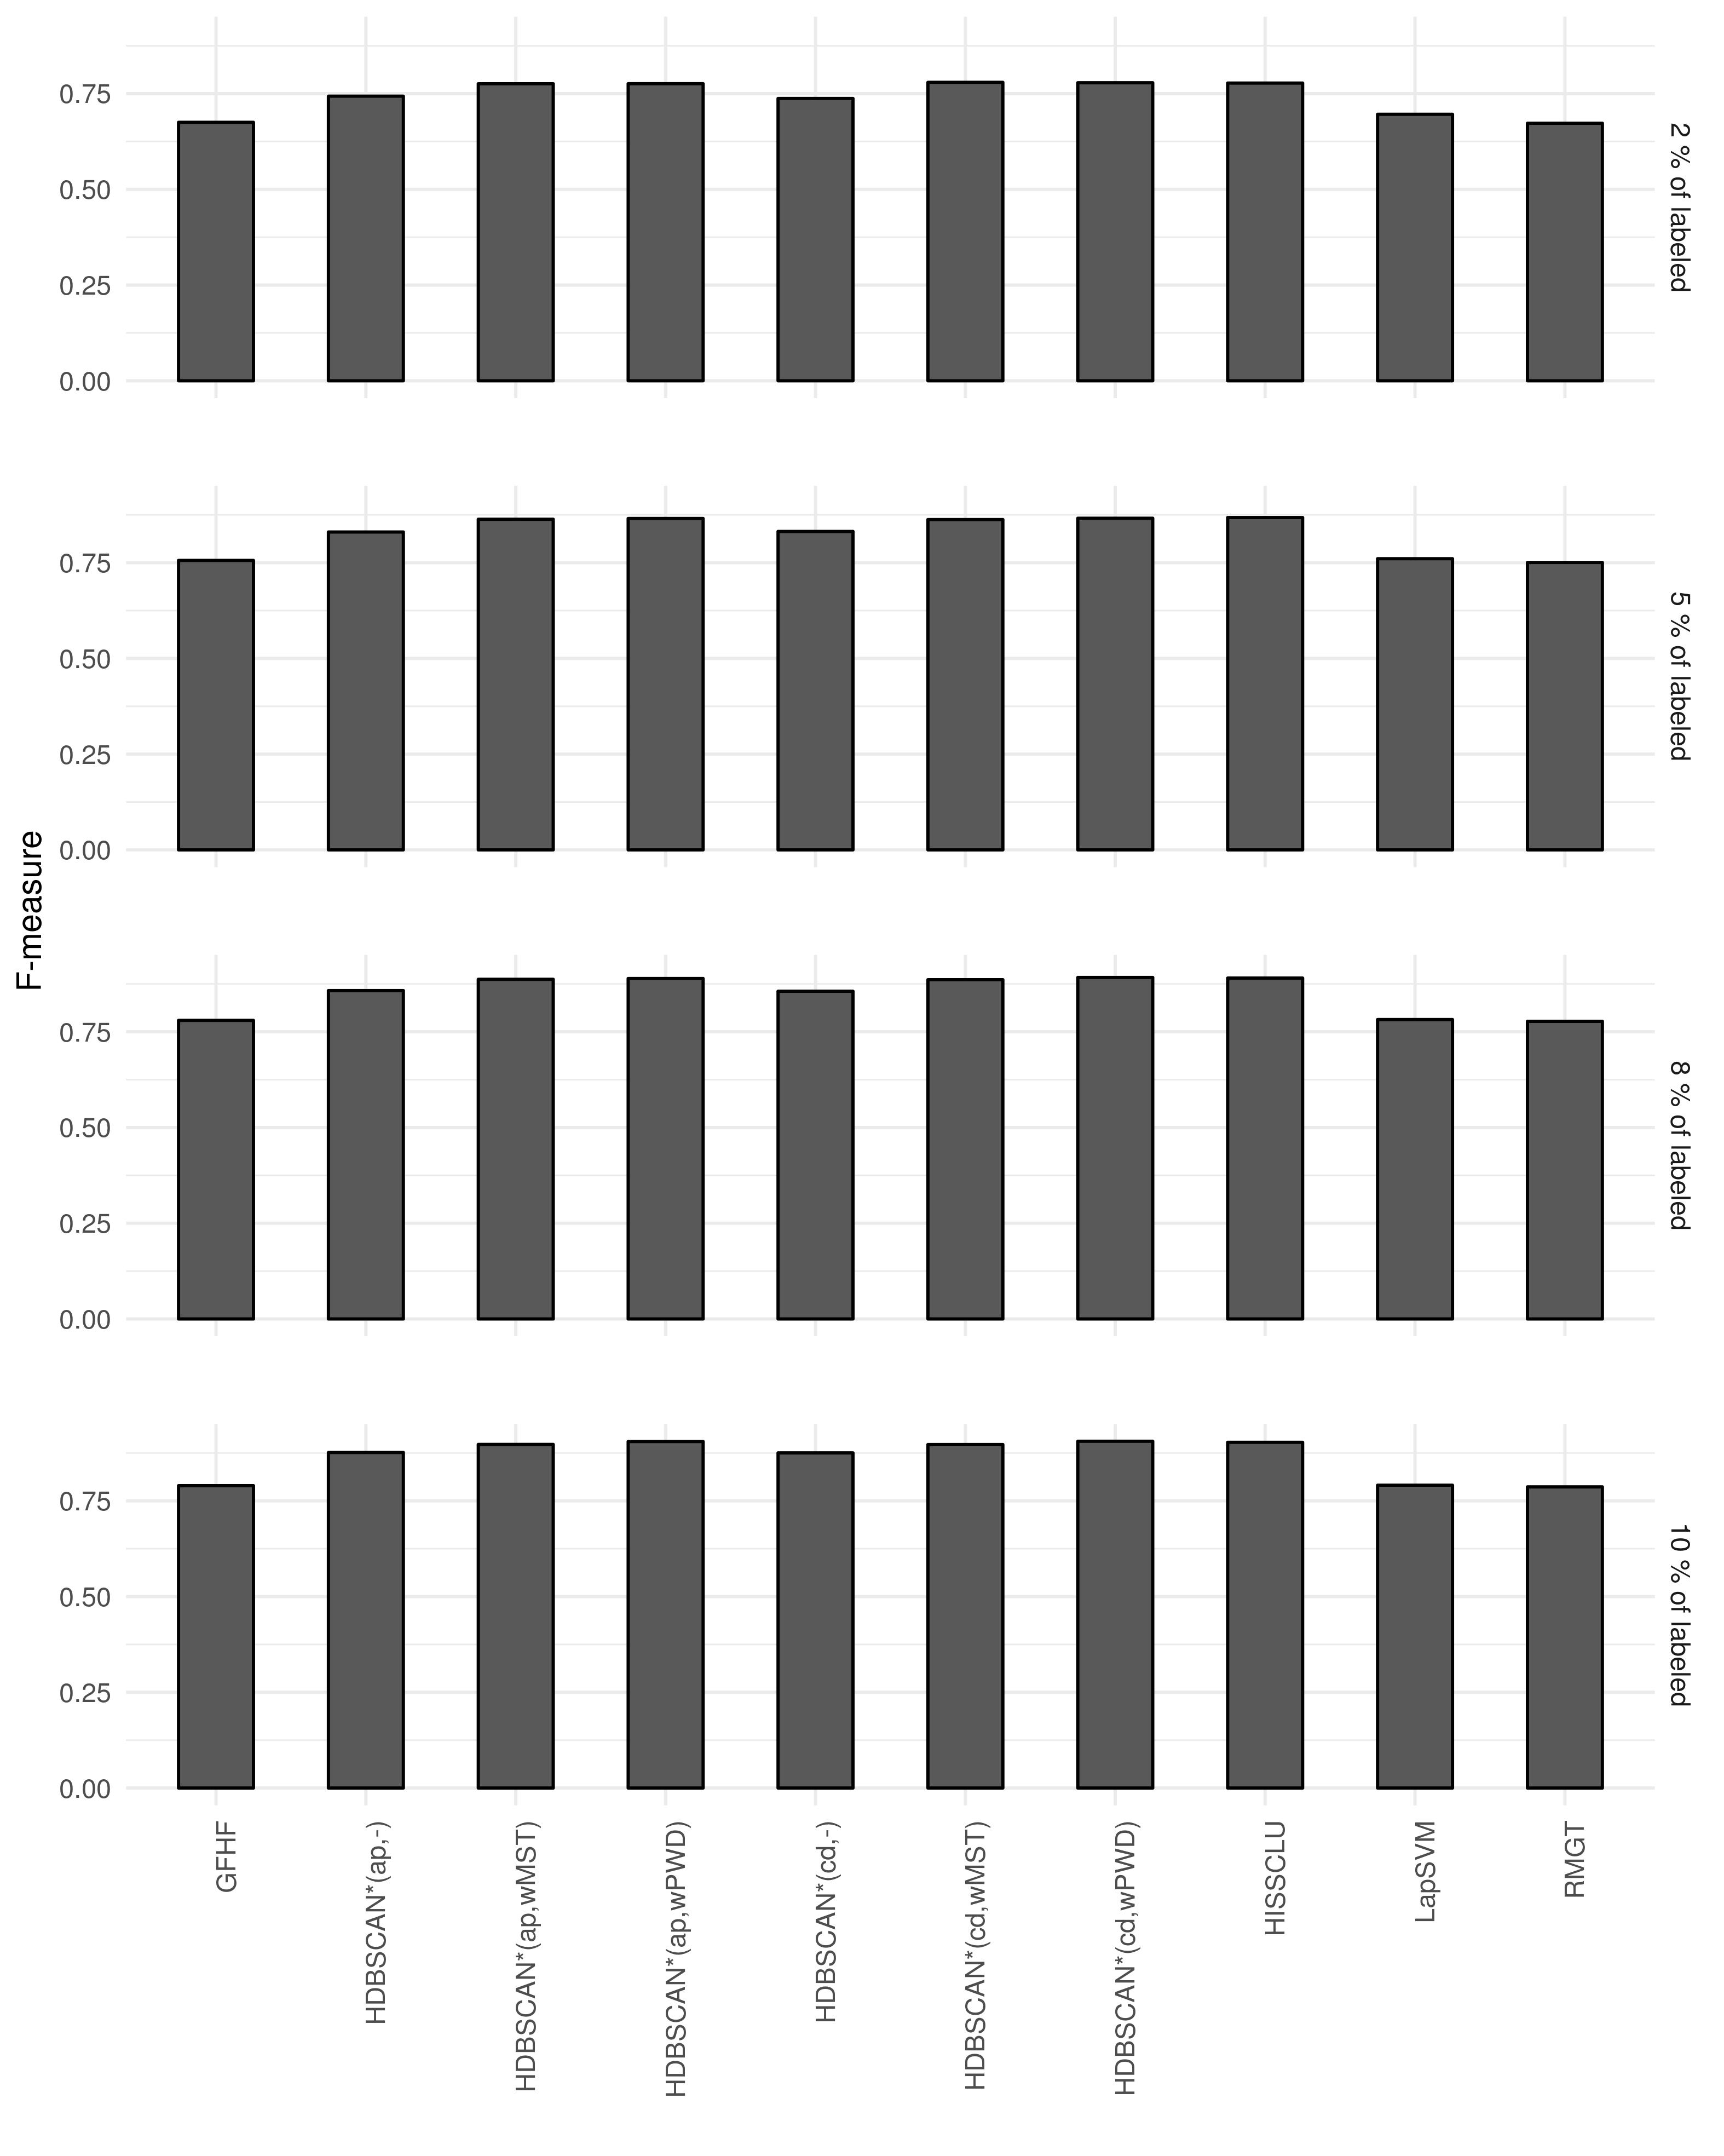 F-measure
0.75
0.50
0.25
0.00
2 % of labeled
0.75
0.50
0.25
0.00
5 % of labeled
0.75
0.50
0.25
0.00
8 % of labeled
0.75
0.50
0.25
0.00
10 % of labeled
GFHF
HDBSCAN*(ap,-)
HDBSCAN*(ap,wMST)
HDBSCAN*(ap,wPWD)
HDBSCAN*(cd,-)
HDBSCAN*(cd,wMST)
HDBSCAN*(cd,wPWD)
HISSCLU
LapSVM
RMGT